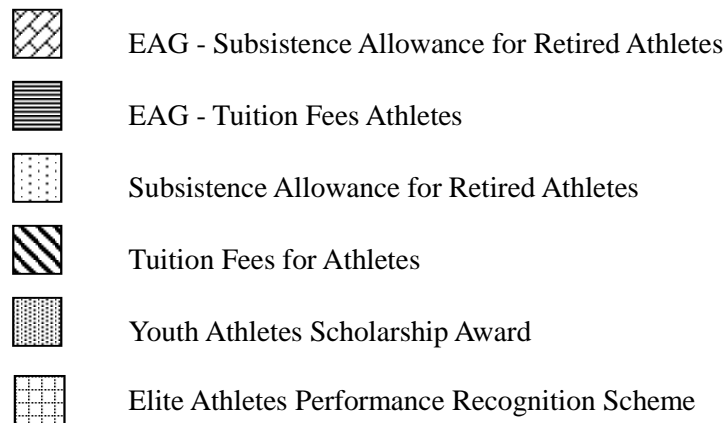 EAG - Subsistence Allowance for Retired Athletes
EAG - Tuition Fees Athletes
Subsistence Allowance for Retired Athletes
Tuition Fees for Athletes
Youth Athletes Scholarship Award
Elite Athletes Performance Recognition Scheme